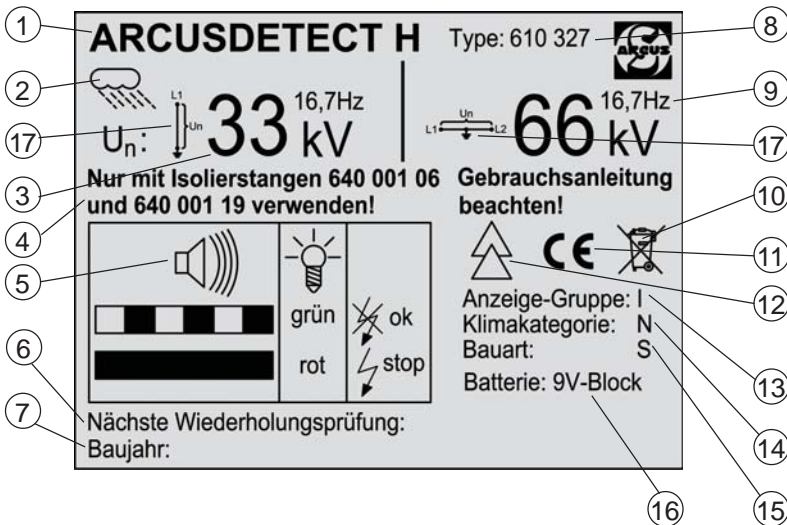 1
ARCUSDETECT H
Type: 610 327
ARCUS
8
2
Un:
L1
Un
33 kV
16,7Hz
Un
L1
L2
66 kV
16,7Hz
9
17
17
3
Nur mit Isolierstangen 640 001 06
und 640 001 19 verwenden!
4
Gebrauchsanleitung
beachten!
10
5
CE
11
12
grün
ok
rot
stop
Anzeige-Gruppe: I
Klimakategorie: N
Bauart: S
Batterie: 9V-Block
13
14
15
16
6
Nächste Wiederholungsprüfung:
7
Baujahr: